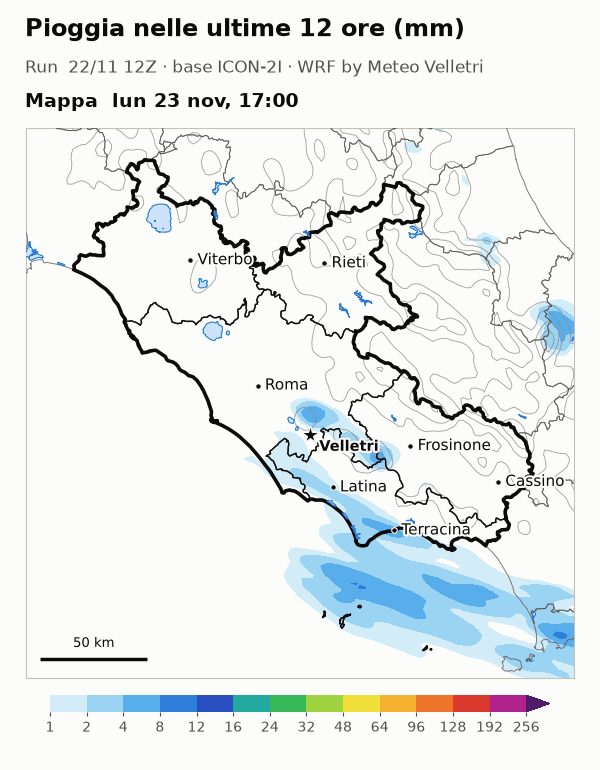 Pioggia nelle ultime 12 ore (mm)
Run  22/11 12Z · base ICON-2I · WRF by Meteo Velletri
Mappa  lun 23 nov, 17:00
Viterbo
Rieti
Roma
Velletri
Frosinone
Latina
Cassino
Terracina
50 km
1 2 4 8 12 16 24 32 48 64 96 128 192 256